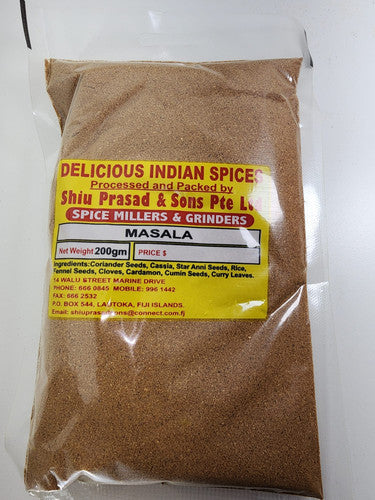 DELICIOUS INDIAN SPICES
Processed and Packed by
Shiu Prasad & Sons Pte Ltd
SPICE MILLERS & GRINDERS
MASALA
Net Weight 200gm PRICE $
Ingredients:Coriander Seeds, Cassia, Star Anni Seeds, Rice,
Fennel Seeds, Cloves, Cardamon, Cumin Seeds, Curry Leaves.
14 WALU STREET MARINE DRIVE
PHONE: 666 0845 MOBILE: 996 1442
FAX: 666 2532
P.O. BOX 544, LAUTOKA, FIJI ISLANDS.
Email: shiuprasadsons@connect.com.fj